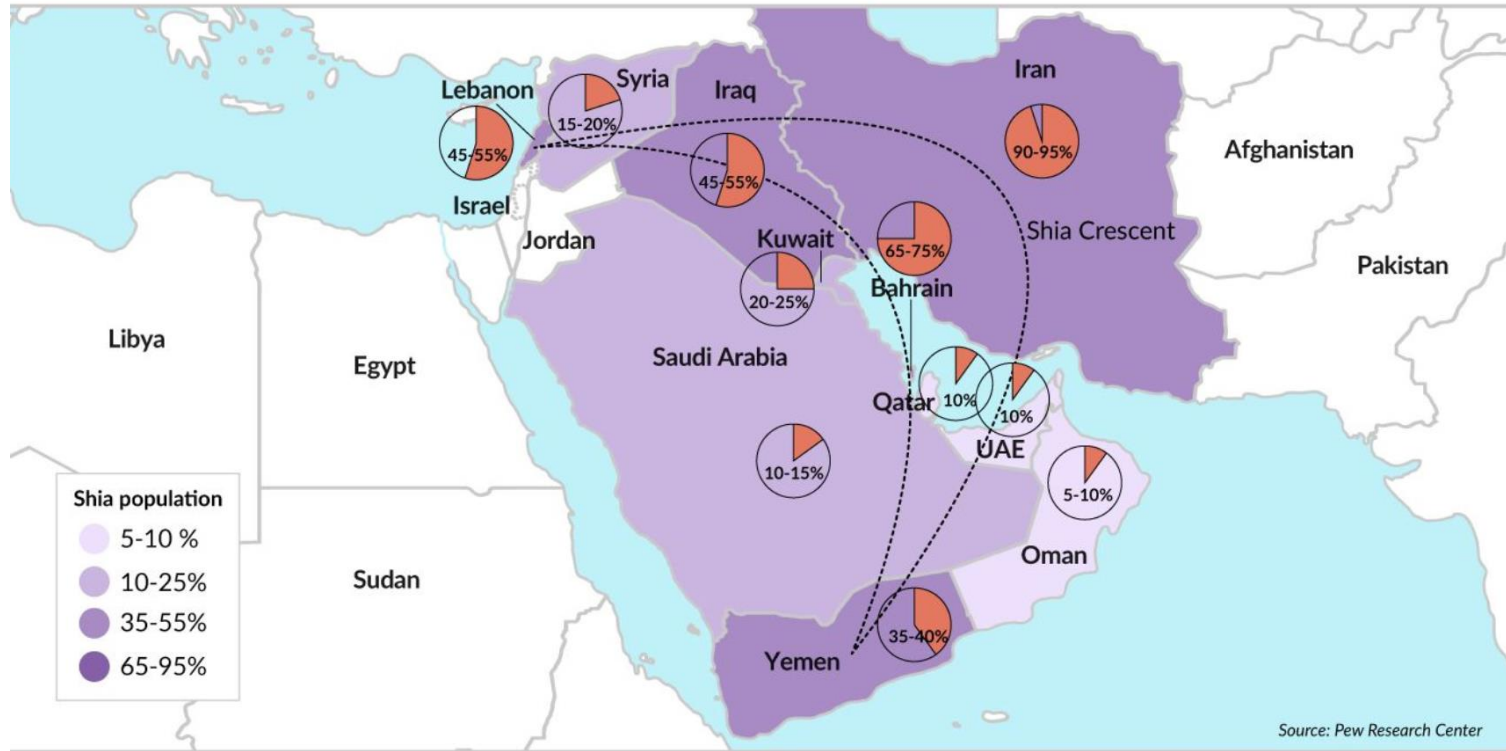 Iran
Syria
Iraq
Lebanon
15-20%
45-55%
90-95%
Afghanistan
45-55%
Israel
Jordan
Kuwait
65-75%
Shia Crescent
Pakistan
Bahrain
20-25%
Libya
Egypt
Saudi Arabia
Qatar
10%
10%
UAE
10-15%
5-10%
Oman
Sudan
35-40%
Yemen
Shia population
5-10 %
10-25%
35-55%
65-95%
Source: Pew Research Center